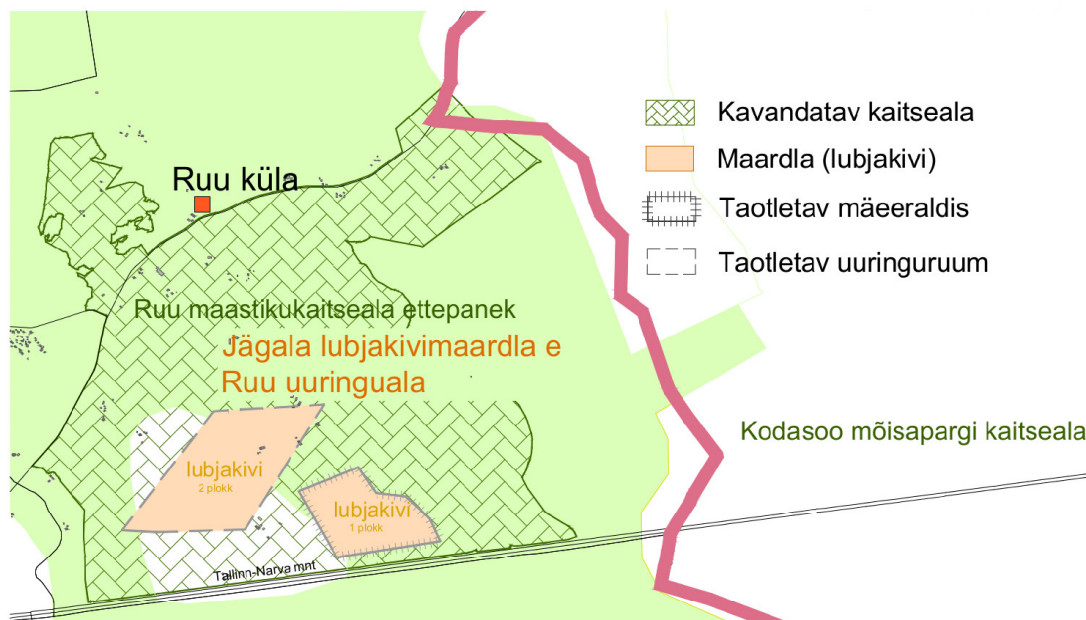 Kavandatav kaitseala
Maardla (lubjakivi)
Taotletav mäeeraldis
Taotletav uuringuruum
Ruu küla
Ruu maastikukaitseala ettepanek
Jägala lubjakivimaardla e
Ruu uuringuala
Kodasoo mõisapargi kaitseala
lubjakivi
2 plokk
lubjakivi
1 plokk
Tallinn-Narva mnt